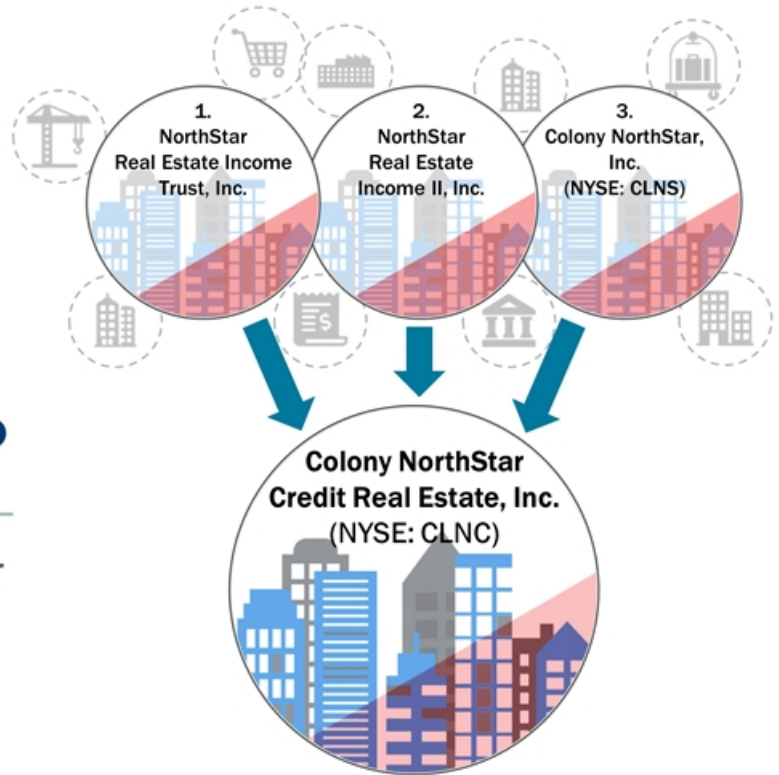 1.
NorthStar
Real Estate Income
Trust, Inc.
2.
NorthStar
Real Estate
Income II, Inc.
3.
Colony NorthStar,
Inc.
(NYSE: CLNS)
$
Colony NorthStar
Credit Real Estate, Inc.
(NYSE: CLNC)